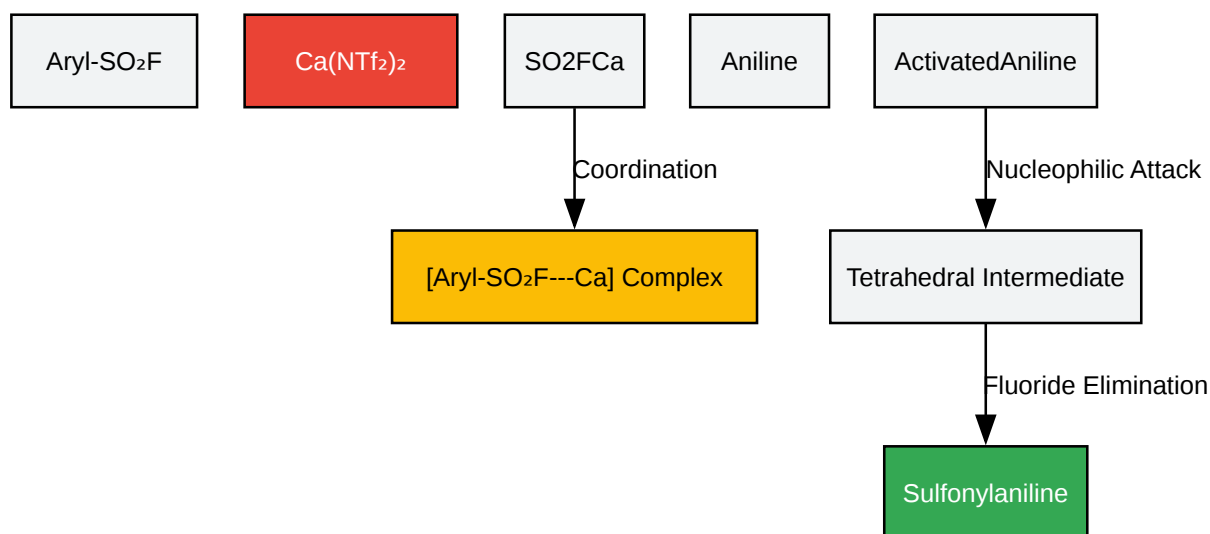 Aryl-SO₂F
Ca(NTf₂)₂
SO2FCa
Aniline
ActivatedAniline
Coordination
Nucleophilic Attack
[Aryl-SO₂F---Ca] Complex
Tetrahedral Intermediate
Fluoride Elimination
Sulfonylaniline